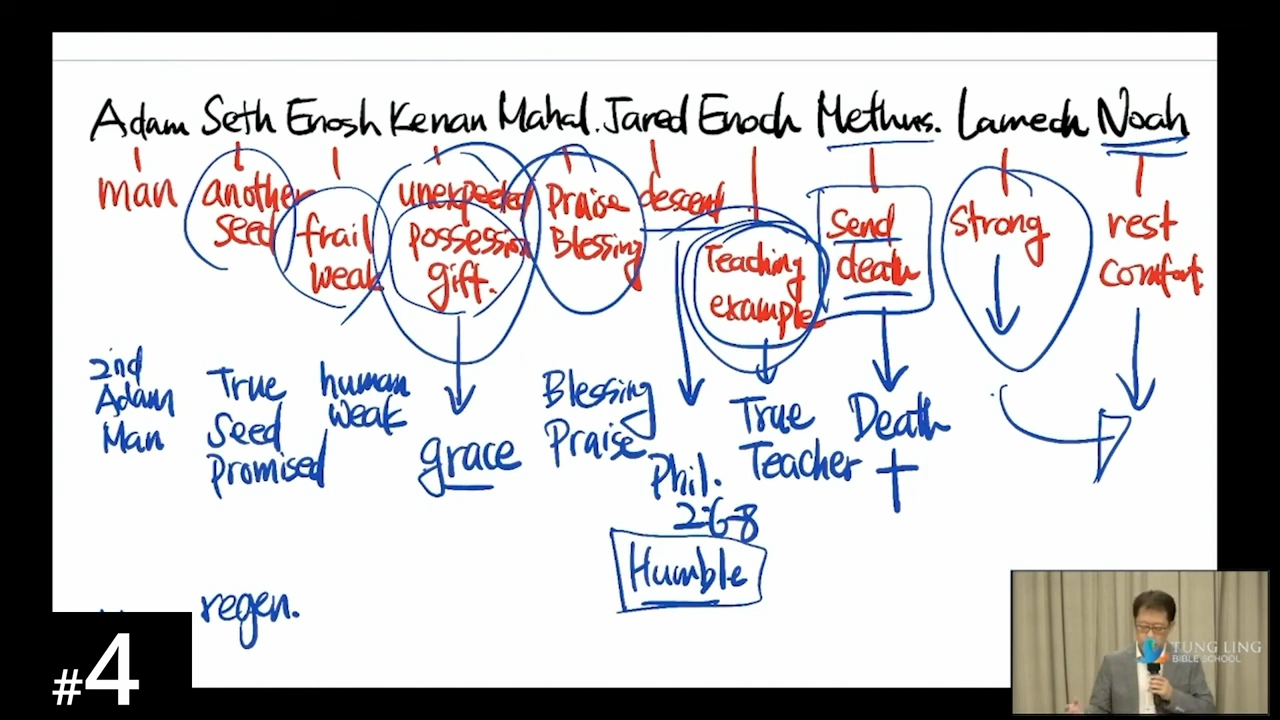 Adam Seth Enosh Kenan Mahal. Jared Enoch Methus. Lamech Noah
man
another
seed
frail
weak
unexpected
possession
gift.
Praise
Blessing
descent
Teaching
example
Send
death
strong
rest
comfort.
2nd
Adam
Man
True
Seed
Promised
human
weak
grace
Blessing
Praise
Phil.
2:6-8
Humble
True
Teacher
Death
regen.
#4
TUNG LING
BIBLE SCHOOL